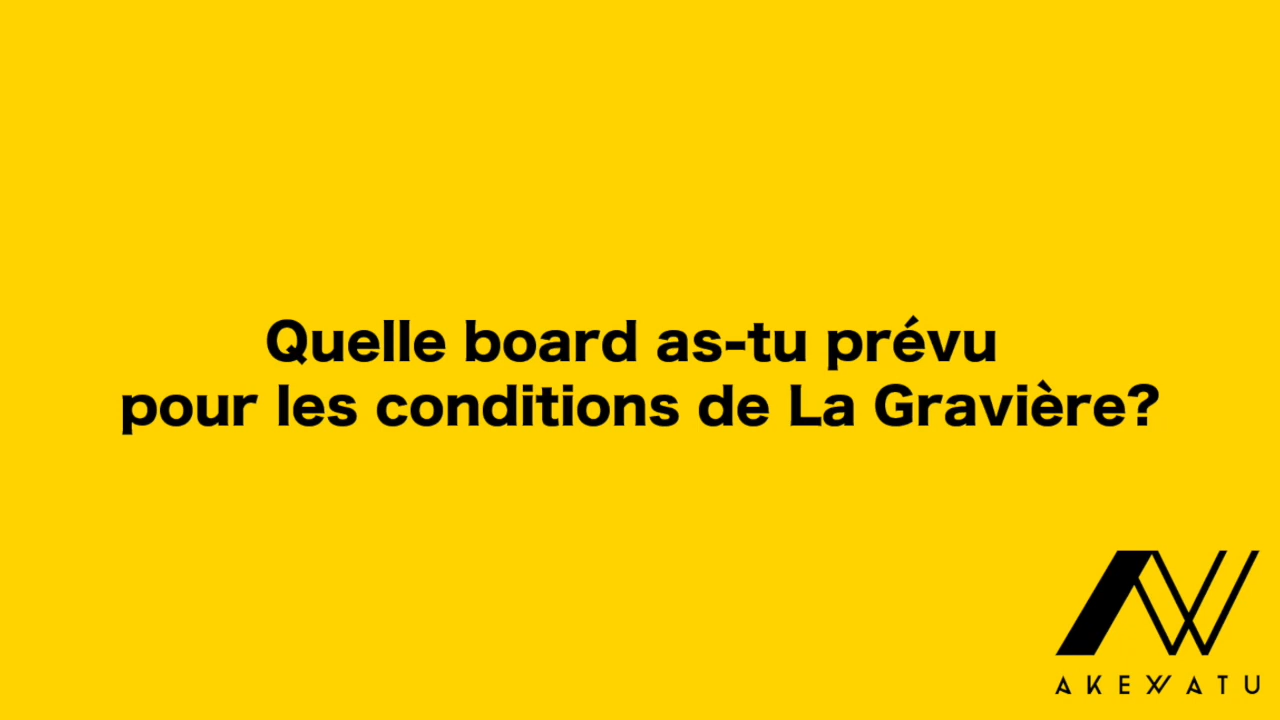 Quelle board as-tu prévu
pour les conditions de La Gravière?
AKEWATU